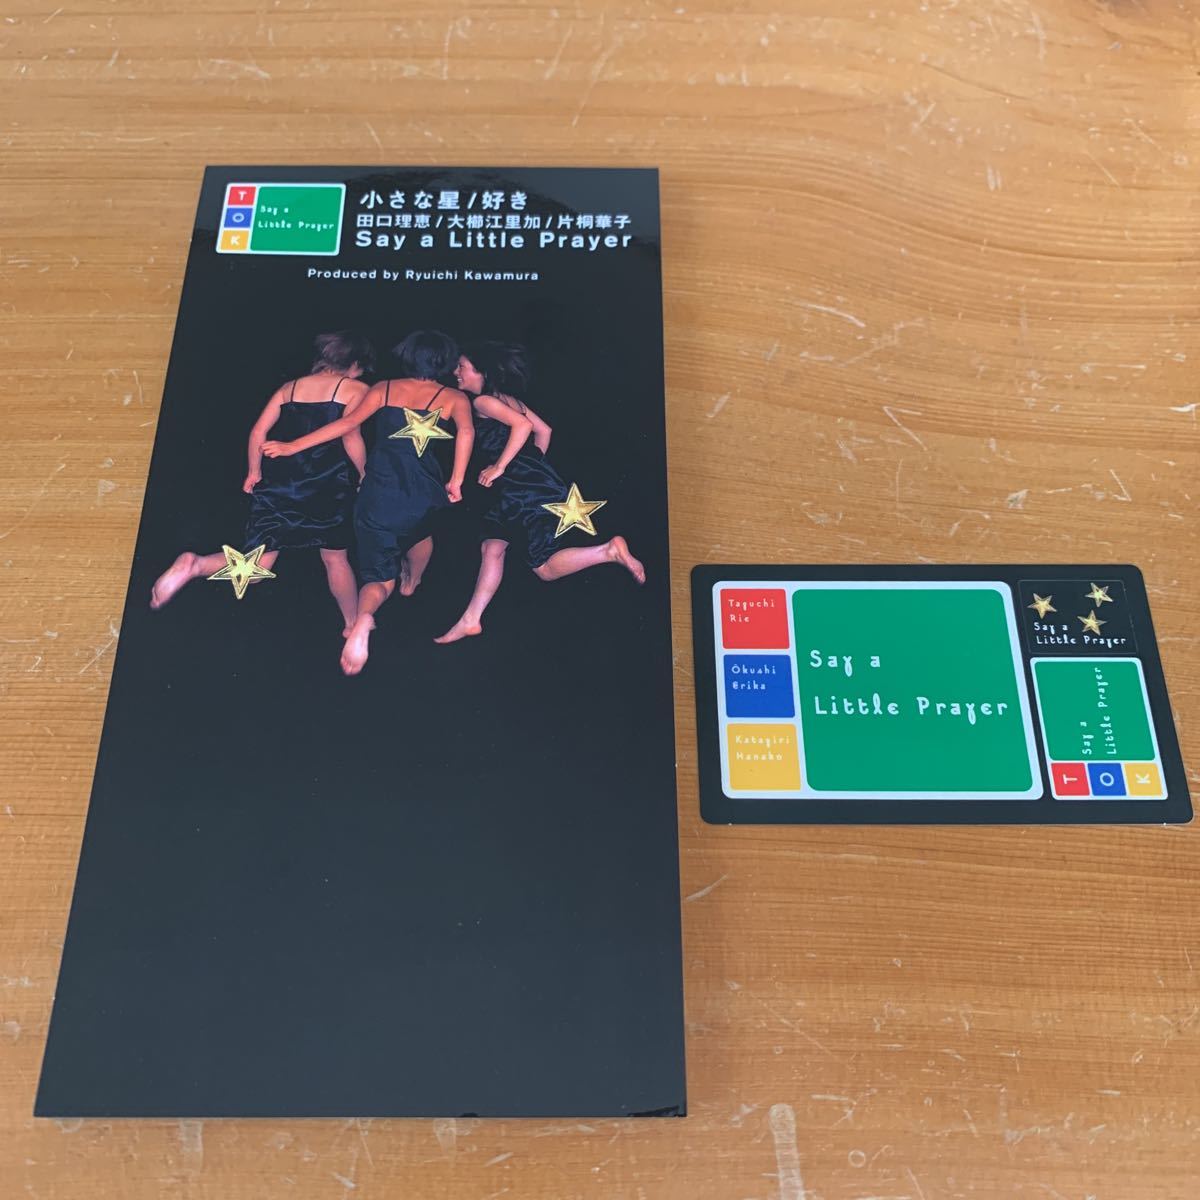 T
O
K
Say a
Little Prayer
小さな星/好き
田口理恵/大櫛江里加/片桐華子
Say a Little Prayer
Produced by Ryuichi Kawamura
Taguchi
Rie
Ōkushi
Erika
Katagiri
Hanako
Say a
Little Prayer
Say a
Little Prayer
Say a
Little Prayer
T
O
K